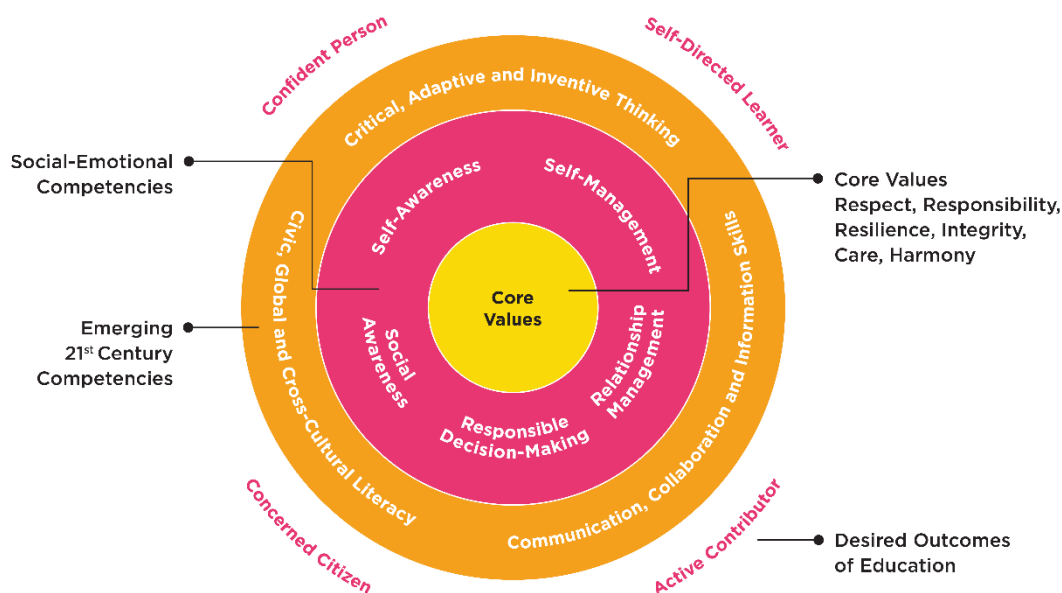 Confident Person
Self-Directed Learner
Critical, Adaptive and Inventive Thinking
Social-Emotional
Competencies
Self-Awareness
Self-Management
Core Values
Respect, Responsibility,
Resilience, Integrity,
Care, Harmony
Civic, Global and Cross-Cultural Literacy
Core
Values
Communication, Collaboration and Information Skills
Emerging
21st Century
Competencies
Social
Awareness
Relationship
Management
Responsible
Decision-Making
Concerned Citizen
Active Contributor
Desired Outcomes
of Education